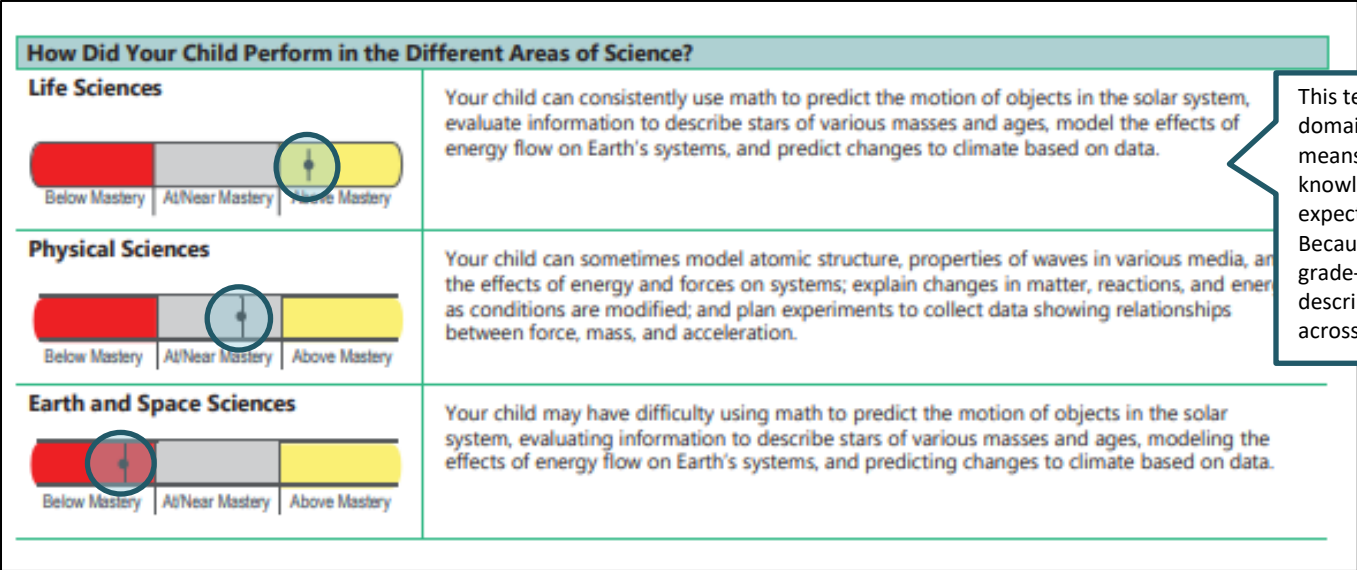 How Did Your Child Perform in the Different Areas of Science?
Life Sciences
Below Mastery At/Near Mastery Above Mastery
Your child can consistently use math to predict the motion of objects in the solar system,
evaluate information to describe stars of various masses and ages, model the effects of
energy flow on Earth's systems, and predict changes to climate based on data.
Physical Sciences
Below Mastery At/Near Mastery Above Mastery
Your child can sometimes model atomic structure, properties of waves in various media,
the effects of energy and forces on systems; explain changes in matter, reactions, and
as conditions are modified; and plan experiments to collect data showing relationships
between force, mass, and acceleration.
Earth and Space Sciences
Below Mastery At/Near Mastery Above Mastery
Your child may have difficulty using math to predict the motion of objects in the solar
system, evaluating information to describe stars of various masses and ages, modeling the
effects of energy flow on Earth's systems, and predicting changes to climate based on data.
This
means
Because
across